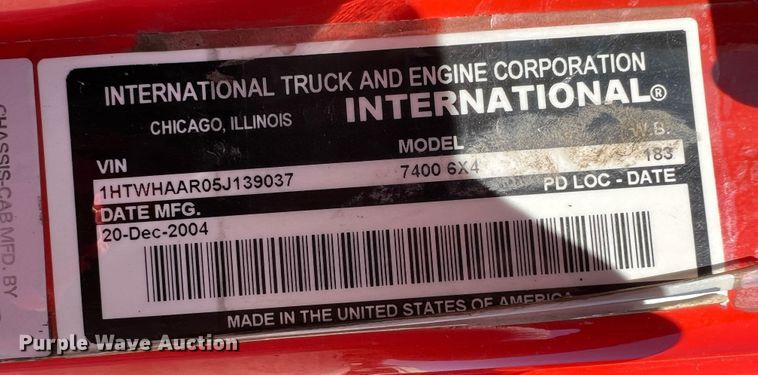 INTERNATIONAL TRUCK AND ENGINE CORPORATION
CHICAGO, ILLINOIS
INTERNATIONAL®
VIN
MODEL
W.B.
1HTWHAAR05J139037
7400 6X4
183
DATE MFG.
PD LOC - DATE
20-Dec-2004
MADE IN THE UNITED STATES OF AMERICA
CHASSIS-CAB MFD. BY
Purple Wave Auction